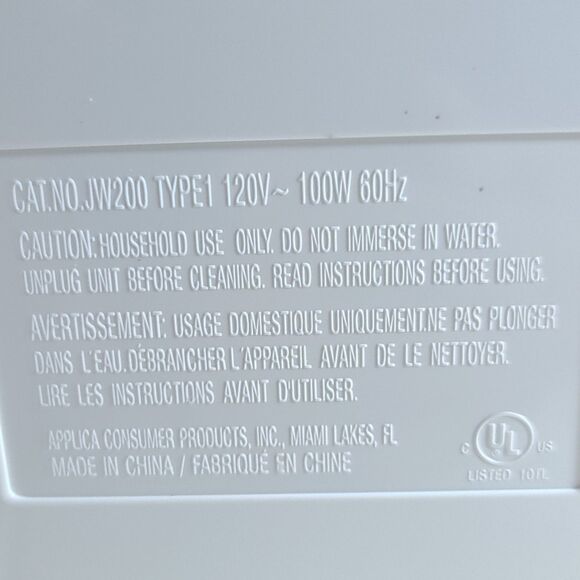 CAT.NO.JW200 TYPE1 120V~ 100W 60Hz
CAUTION: HOUSEHOLD USE ONLY. DO NOT IMMERSE IN WATER.
UNPLUG UNIT BEFORE CLEANING. READ INSTRUCTIONS BEFORE USING.
AVERTISSEMENT: USAGE DOMESTIQUE UNIQUEMENT.NE PAS PLONGER
DANS L'EAU.DÉBRANCHER L'APPAREIL AVANT DE LE NETTOYER.
LIRE LES INSTRUCTIONS AVANT D'UTILISER.
APPLICA CONSUMER PRODUCTS, INC., MIAMI LAKES, FL
MADE IN CHINA / FABRIQUÉ EN CHINE
C UL ® US
LISTED 10TL